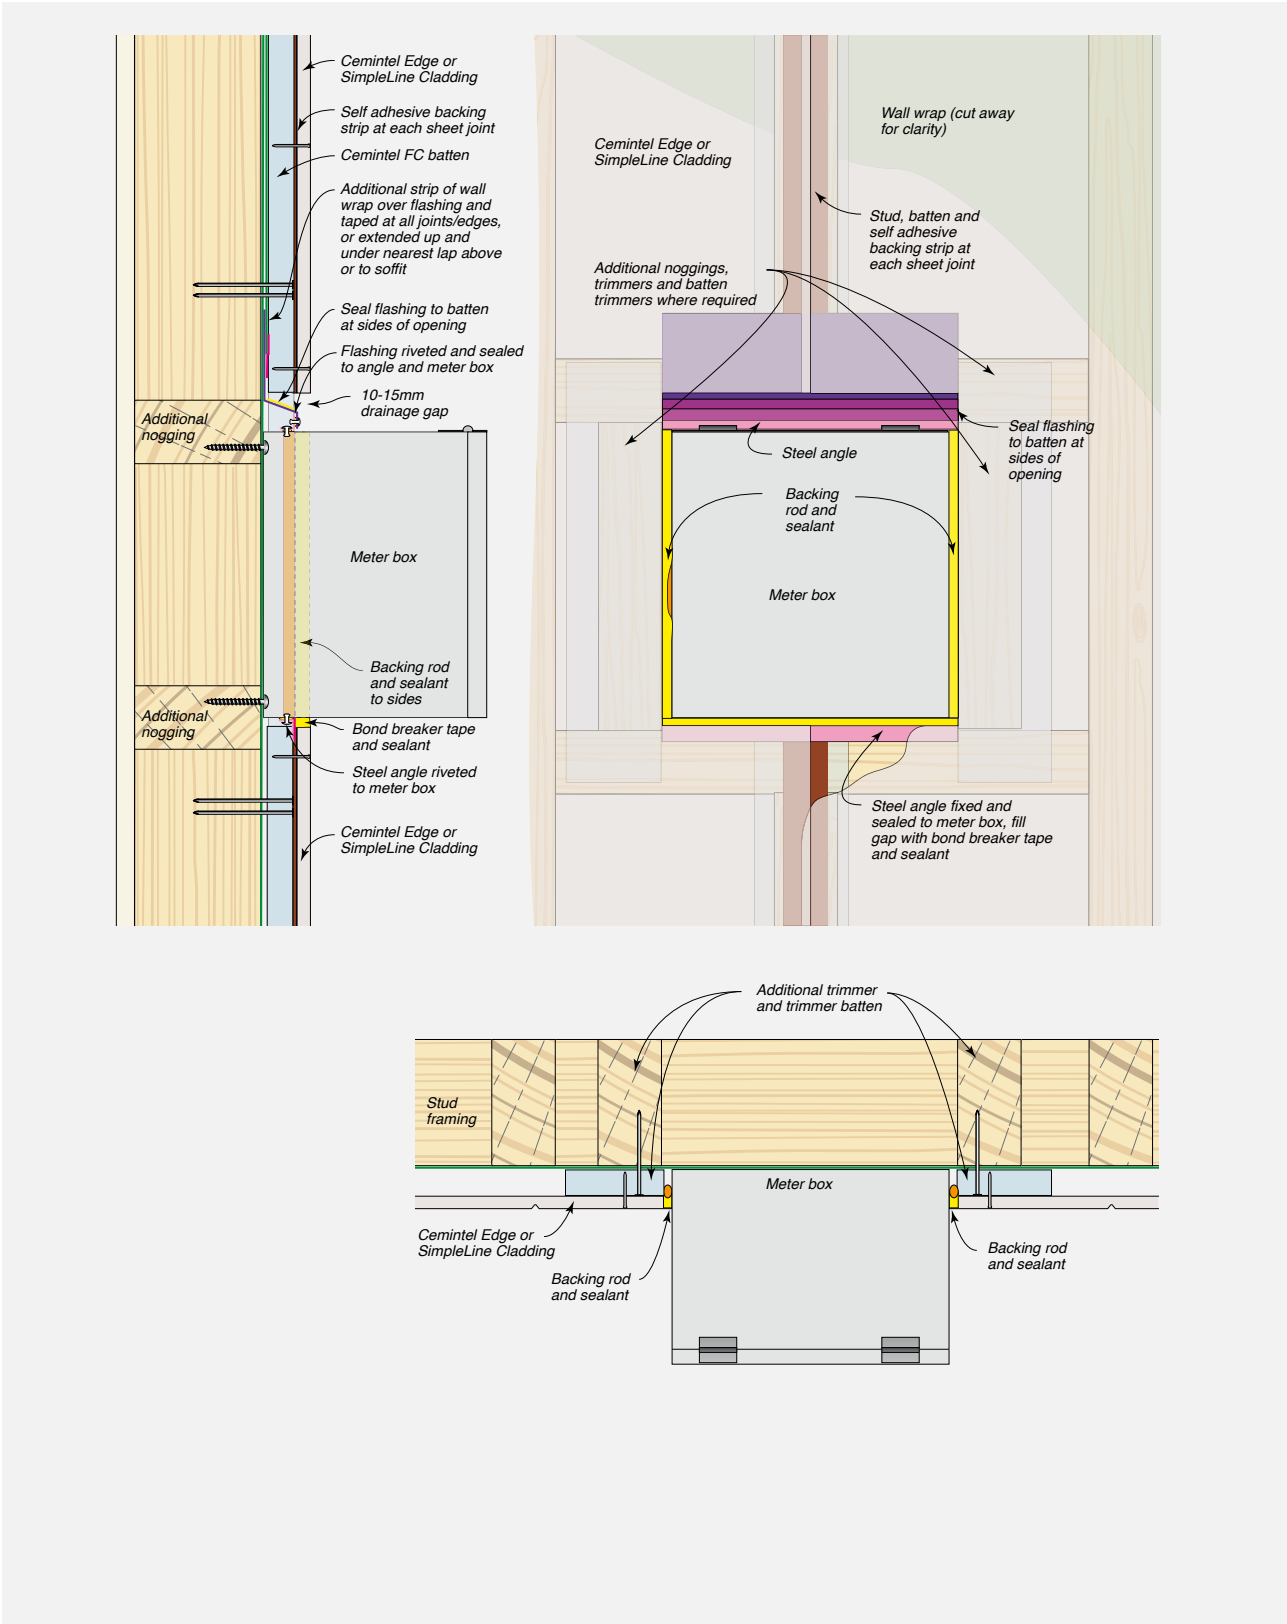 Cemintel Edge or
SimpleLine Cladding
Self adhesive backing
strip at each sheet joint
Cemintel FC batten
Additional strip of wall
wrap over flashing and
taped at all joints/edges,
or extended up and
under nearest lap above
or to soffit
Seal flashing to batten
at sides of opening
Flashing riveted and sealed
to angle and meter box
10-15mm
drainage gap
Additional
nogging
Meter box
Backing rod
and sealant
to sides
Additional
nogging
Bond breaker tape
and sealant
Steel angle riveted
to meter box
Cemintel Edge or
SimpleLine Cladding
Wall wrap (cut away
for clarity)
Cemintel Edge or
SimpleLine Cladding
Stud, batten and
self adhesive
backing strip at
each sheet joint
Additional noggings,
trimmers and batten
trimmers where required
Seal flashing
to batten at
sides of
opening
Steel angle
Backing
rod and
sealant
Meter box
Steel angle fixed and
sealed to meter box, fill
gap with bond breaker tape
and sealant
Additional trimmer
and trimmer batten
Stud
framing
Meter box
Cemintel Edge or
SimpleLine Cladding
Backing rod
and sealant
Backing rod
and sealant